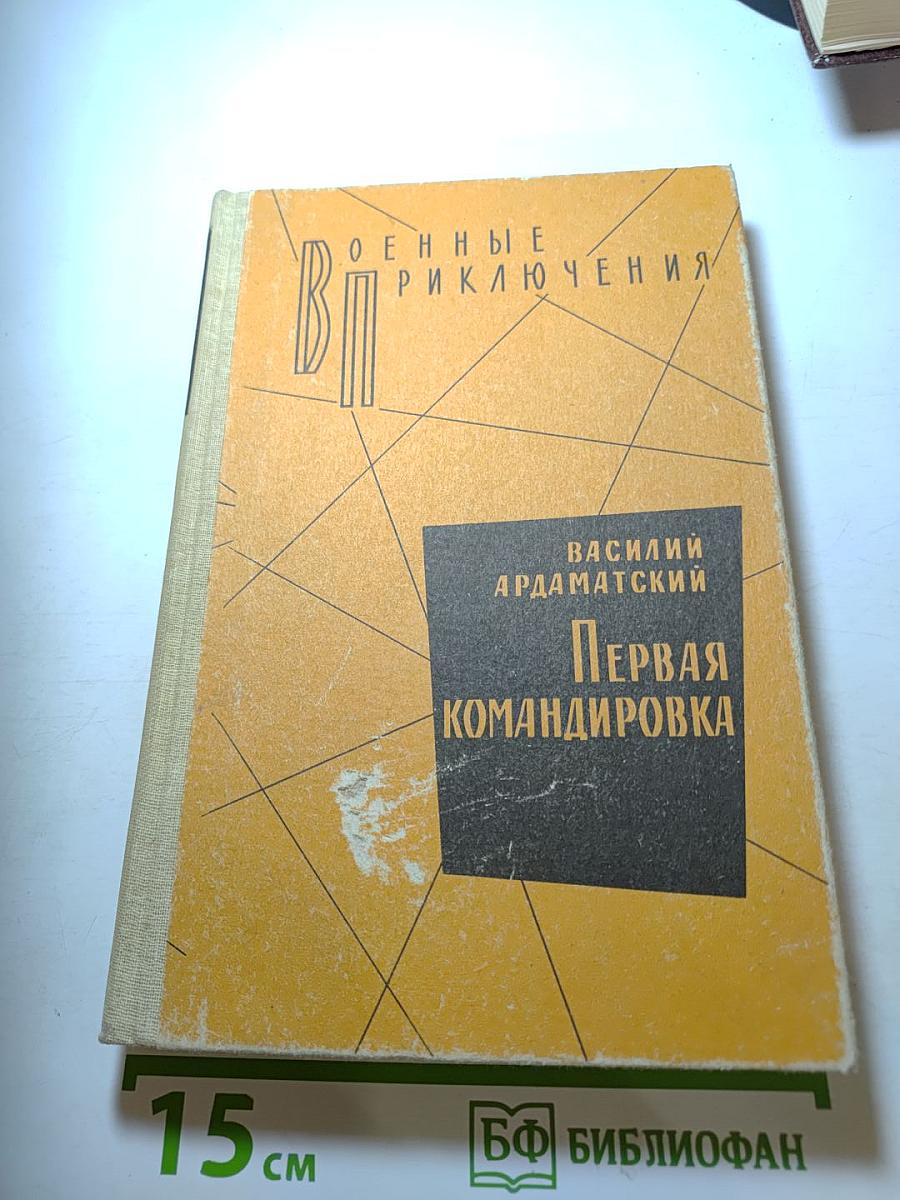 ВОЕННЫЕ
ПРИКЛЮЧЕНИЯ
ВАСИЛИЙ
АРДАМАТСКИЙ
ПЕРВАЯ
КОМАНДИРОВКА
15 см
БФ БИБЛИОФАН